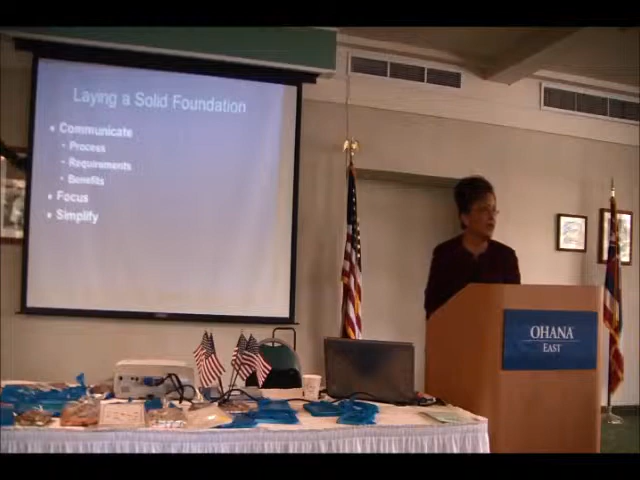 Laying a Solid Foundation
• Communicate
• Process
• Requirements
• Benefits
• Focus
• Simplify
OHANA
EAST